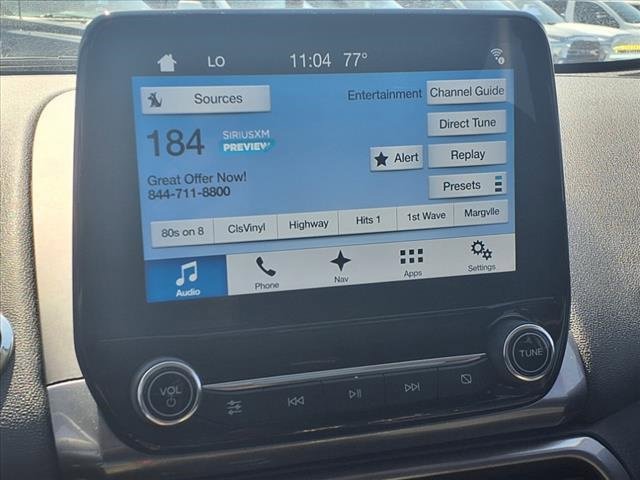 LO 11:04 77°
Sources
Entertainment
Channel Guide
184
SIRIUSXM
PREVIEW
Direct Tune
Alert
Replay
Great Offer Now!
844-711-8800
Presets
80s on 8 ClsVinyl Highway Hits 1 1st Wave Margvlle
Audio Phone Nav Apps Settings
VOL
TUNE